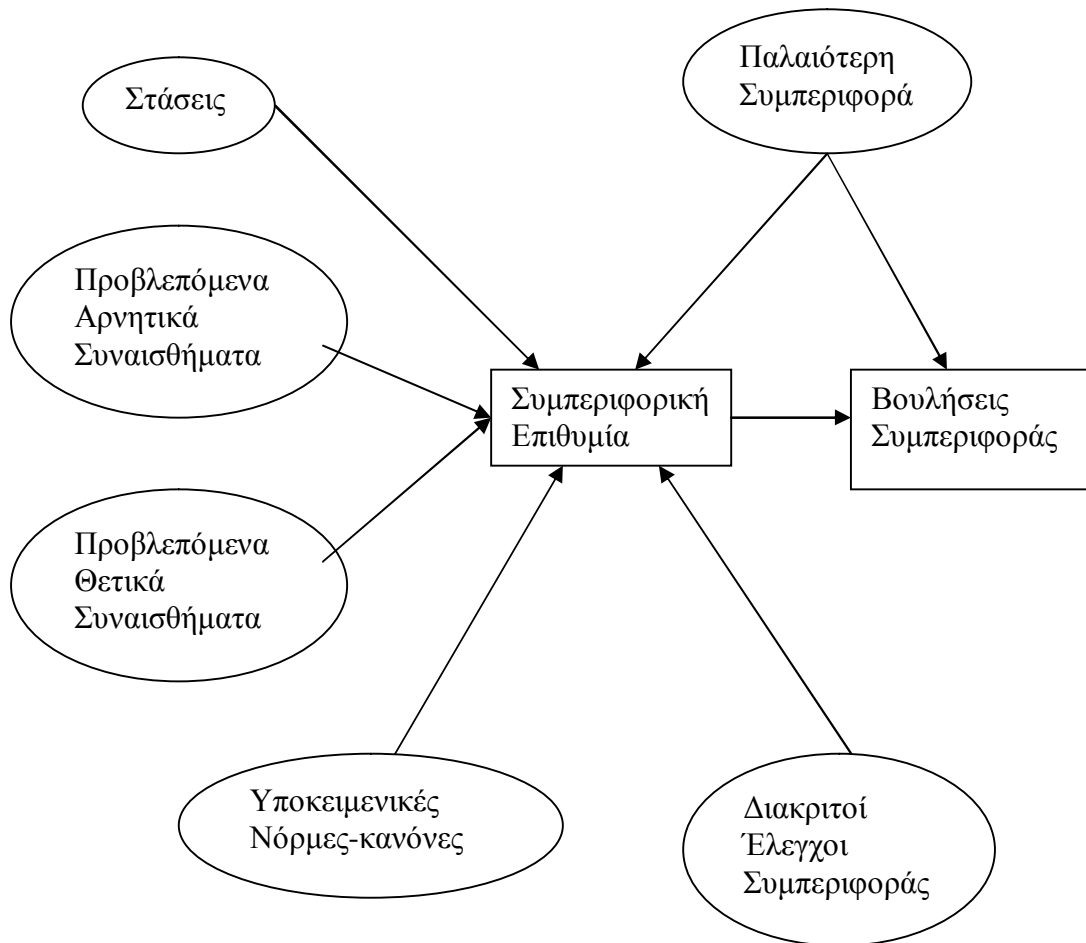 Στάσεις
Παλαιότερη
Συμπεριφορά
Προβλεπόμενα
Αρνητικά
Συναισθήματα
Συμπεριφορική
Επιθυμία
Βουλήσεις
Συμπεριφοράς
Προβλεπόμενα
Θετικά
Συναισθήματα
Υποκειμενικές
Νόρμες-κανόνες
Διακριτοί
Έλεγχοι
Συμπεριφοράς